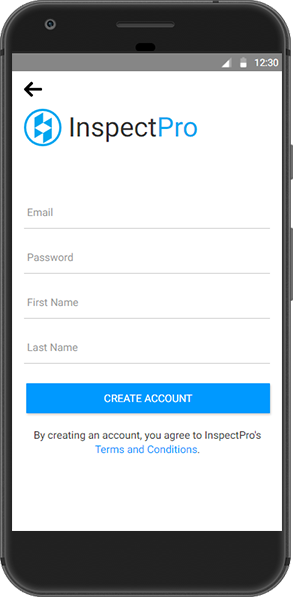 12:30
InspectPro
Email
Password
First Name
Last Name
CREATE ACCOUNT
By creating an account, you agree to InspectPro's
Terms and Conditions.